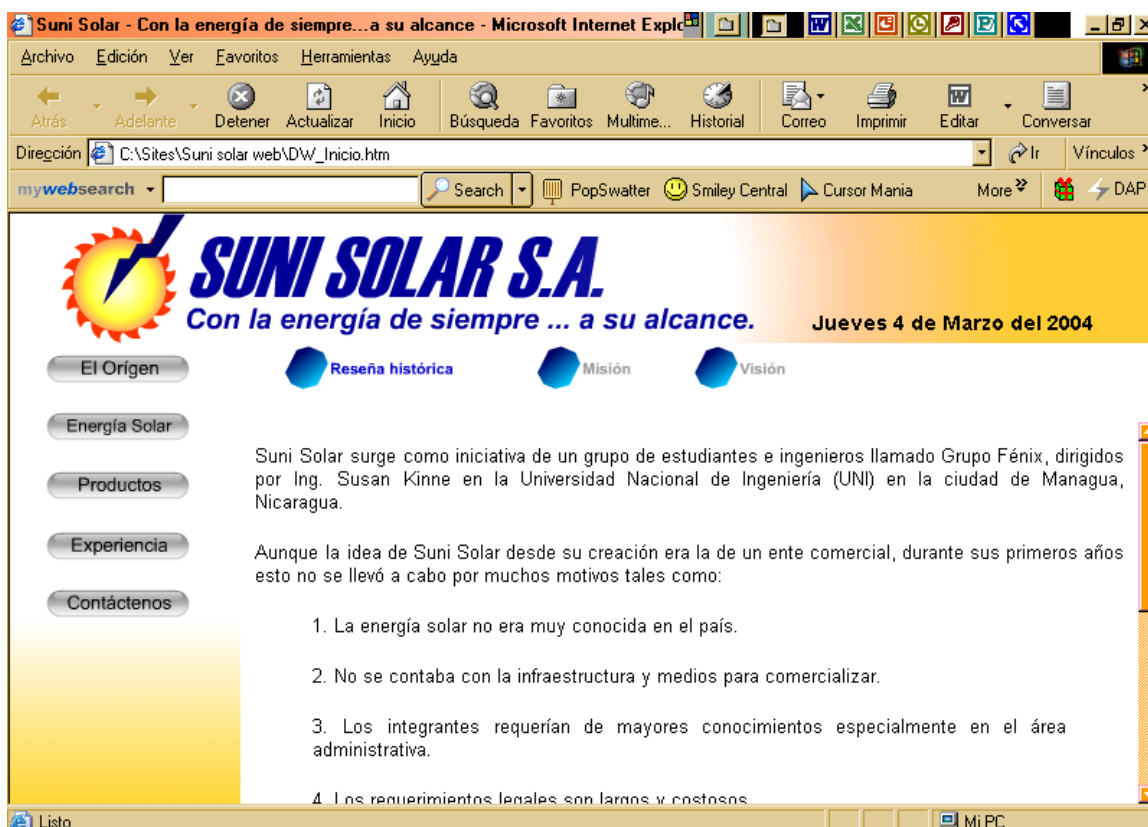 Suni Solar - Con la energía de siempre...a su alcance - Microsoft Internet Explo
Archivo Edición Ver Favoritos Herramientas Ayuda
Atrás Adelante Detener Actualizar Inicio Búsqueda Favoritos Multime... Historial Correo Imprimir Editar Conversar
Dirección C:\Sites\Suni solar web\DW_Inicio.htm Ir Vínculos
mywebsearch Search PopSwatter Smiley Central Cursor Mania More DAP
SUNI SOLAR S.A.
Con la energía de siempre ... a su alcance.
Jueves 4 de Marzo del 2004
El Orígen
Energía Solar
Productos
Experiencia
Contáctenos
Reseña histórica Misión Visión
Suni Solar surge como iniciativa de un grupo de estudiantes e ingenieros llamado Grupo Fénix, dirigidos
por Ing. Susan Kinne en la Universidad Nacional de Ingeniería (UNI) en la ciudad de Managua,
Nicaragua.
Aunque la idea de Suni Solar desde su creación era la de un ente comercial, durante sus primeros años
esto no se llevó a cabo por muchos motivos tales como:
1. La energía solar no era muy conocida en el país.
2. No se contaba con la infraestructura y medios para comercializar.
3. Los integrantes requerían de mayores conocimientos especialmente en el área
administrativa.
4. Los requerimientos legales son largos y costosos
Listo Mi PC